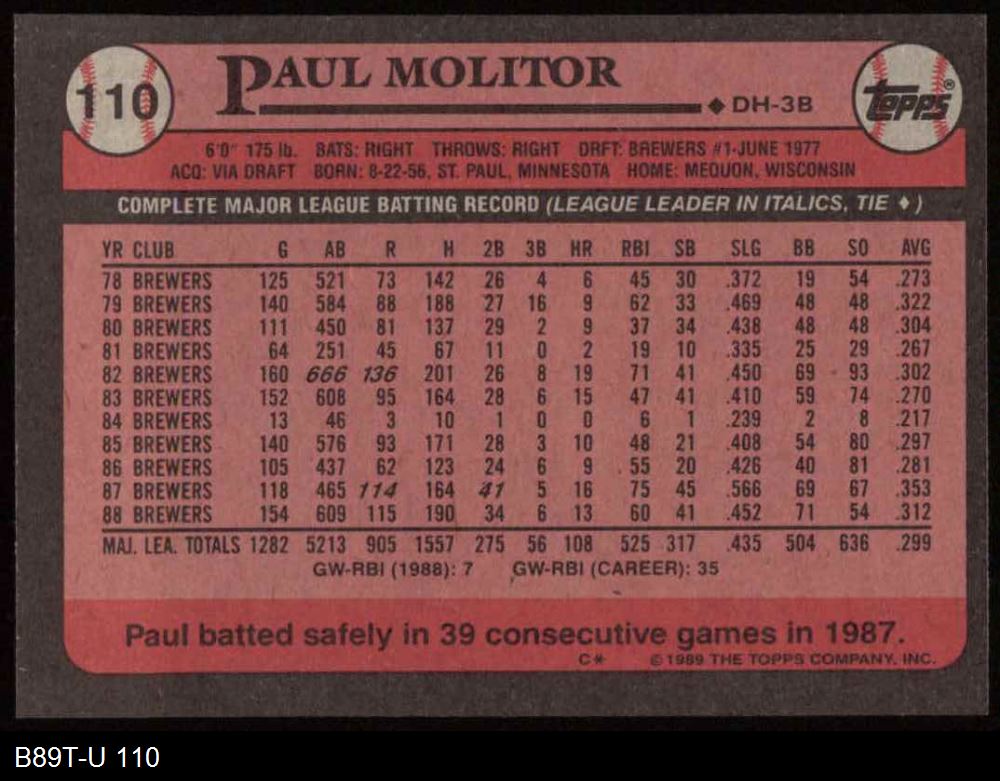 110
PAUL MOLITOR
◆ DH-3B
topps®
6'0" 175 lb. BATS: RIGHT THROWS: RIGHT DRFT: BREWERS #1-JUNE 1977
ACQ: VIA DRAFT BORN: 8-22-56, ST. PAUL, MINNESOTA HOME: MEQUON, WISCONSIN
COMPLETE MAJOR LEAGUE BATTING RECORD (LEAGUE LEADER IN ITALICS, TIE ♦)
YR CLUB G AB R H 2B 3B HR RBI SB SLG BB SO AVG
78 BREWERS 125 521 73 142 26 4 6 45 30 .372 19 54 .273
79 BREWERS 140 584 88 188 27 16 9 62 33 .469 48 48 .322
80 BREWERS 111 450 81 137 29 2 9 37 34 .438 48 48 .304
81 BREWERS 64 251 45 67 11 0 2 19 10 .335 25 29 .267
82 BREWERS 160 666 136 201 26 8 19 71 41 .450 69 93 .302
83 BREWERS 152 608 95 164 28 6 15 47 41 .410 59 74 .270
84 BREWERS 13 46 3 10 1 0 0 6 1 .239 2 8 .217
85 BREWERS 140 576 93 171 28 3 10 48 21 .408 54 80 .297
86 BREWERS 105 437 62 123 24 6 9 55 20 .426 40 81 .281
87 BREWERS 118 465 114 164 41 5 16 75 45 .566 69 67 .353
88 BREWERS 154 609 115 190 34 6 13 60 41 .452 71 54 .312
MAJ. LEA. TOTALS 1282 5213 905 1557 275 56 108 525 317 .435 504 636 .299
GW-RBI (1988): 7 GW-RBI (CAREER): 35
Paul batted safely in 39 consecutive games in 1987.
C* © 1989 THE TOPPS COMPANY, INC.
B89T-U 110